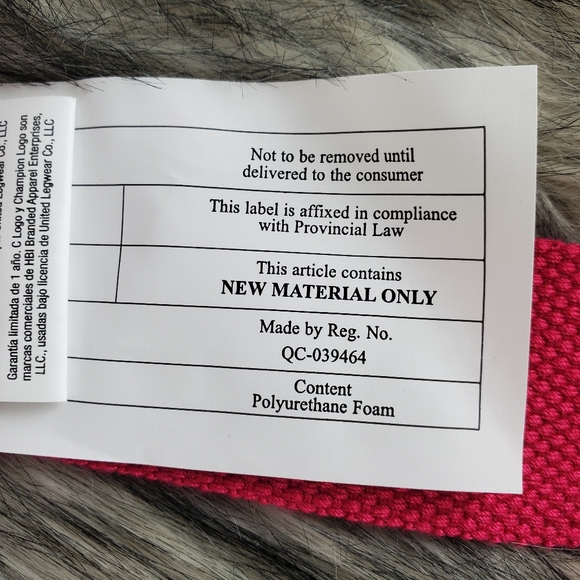 Not to be removed until
delivered to the consumer
This label is affixed in compliance
with Provincial Law
This article contains
NEW MATERIAL ONLY
Made by Reg. No.
QC-039464
Content
Polyurethane Foam
Legwear Co., LLC
Garantía limitada de 1 año. C Logo y Champion Logo son
marcas comerciales de HBI Branded Apparel Enterprises,
LLC., usadas bajo licencia de United Legwear Co., LLC